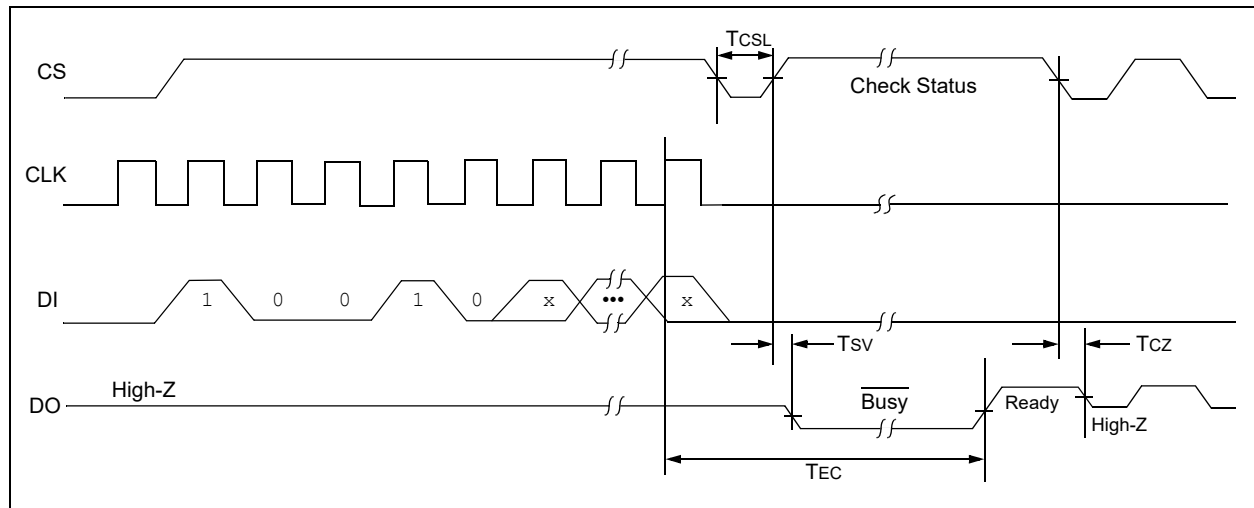 TCSL
CS
Check Status
CLK
DI 1 0 0 1 0 x ••• x
TSV
TCZ
High-Z
DO
Busy
Ready
High-Z
TEC